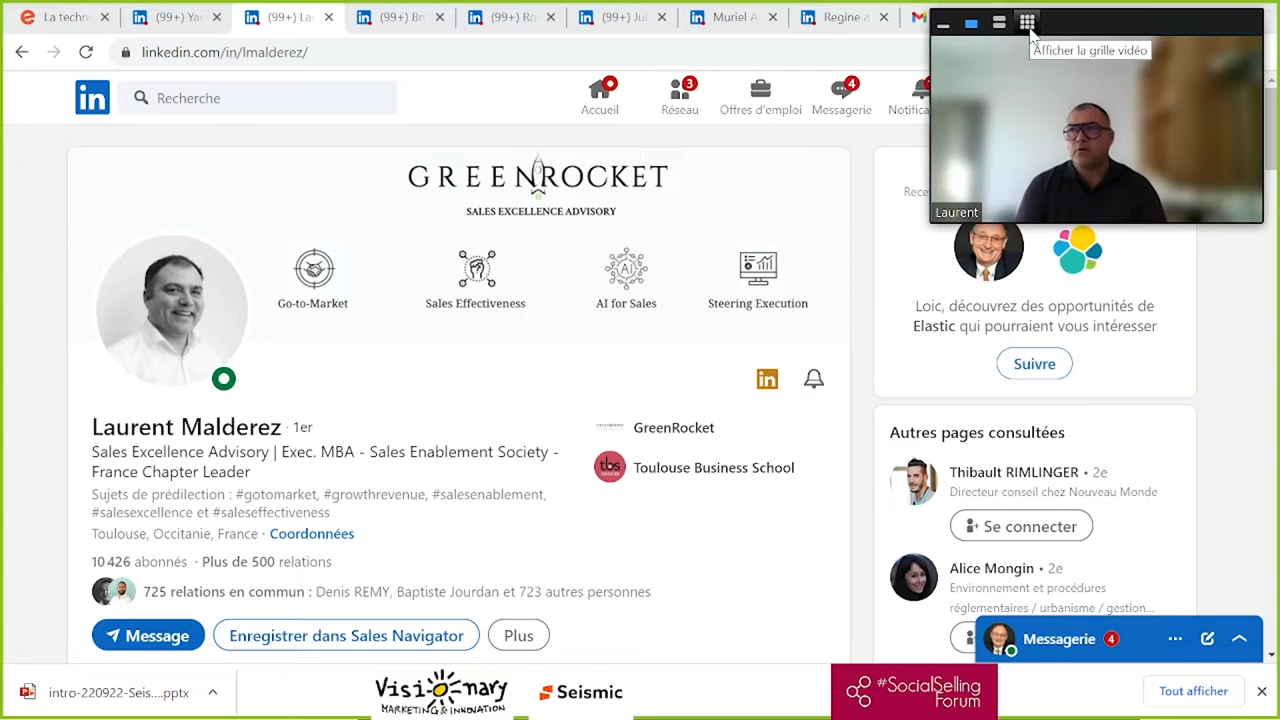 La techno
(99+) Ya
(99+) La
(99+) Br
(99+) Ro
(99+) Jul
Muriel A
Regine a
linkedin.com/in/lmalderez/
Afficher la grille vidéo
in
Recherche
3
4
Accueil
Réseau
Offres d'emploi
Messagerie
Notifica
Laurent
GREENROCKET
SALES EXCELLENCE ADVISORY
Go-to-Market
Sales Effectiveness
AI
AI for Sales
Steering Execution
Loic, découvrez des opportunités de
Elastic qui pourraient vous intéresser
Suivre
in
Laurent Malderez · 1er
Sales Excellence Advisory | Exec. MBA - Sales Enablement Society -
France Chapter Leader
Sujets de prédilection : #gotomarket, #growthrevenue, #salesenablement,
#salesexcellence et #saleseffectiveness
Toulouse, Occitanie, France · Coordonnées
10 426 abonnés · Plus de 500 relations
725 relations en commun : Denis REMY, Baptiste Jourdan et 723 autres personnes
Message
Enregistrer dans Sales Navigator
Plus
GreenRocket
tbs
Toulouse Business School
Autres pages consultées
Thibault RIMLINGER • 2e
Directeur conseil chez Nouveau Monde
Se connecter
Alice Mongin • 2e
Environnement et procédures
réglementaires / urbanisme / gestion...
Messagerie 4
intro-220922-Seis....pptx
Visionary
MARKETING & INNOVATION
Seismic
#SocialSelling
Forum
Tout afficher